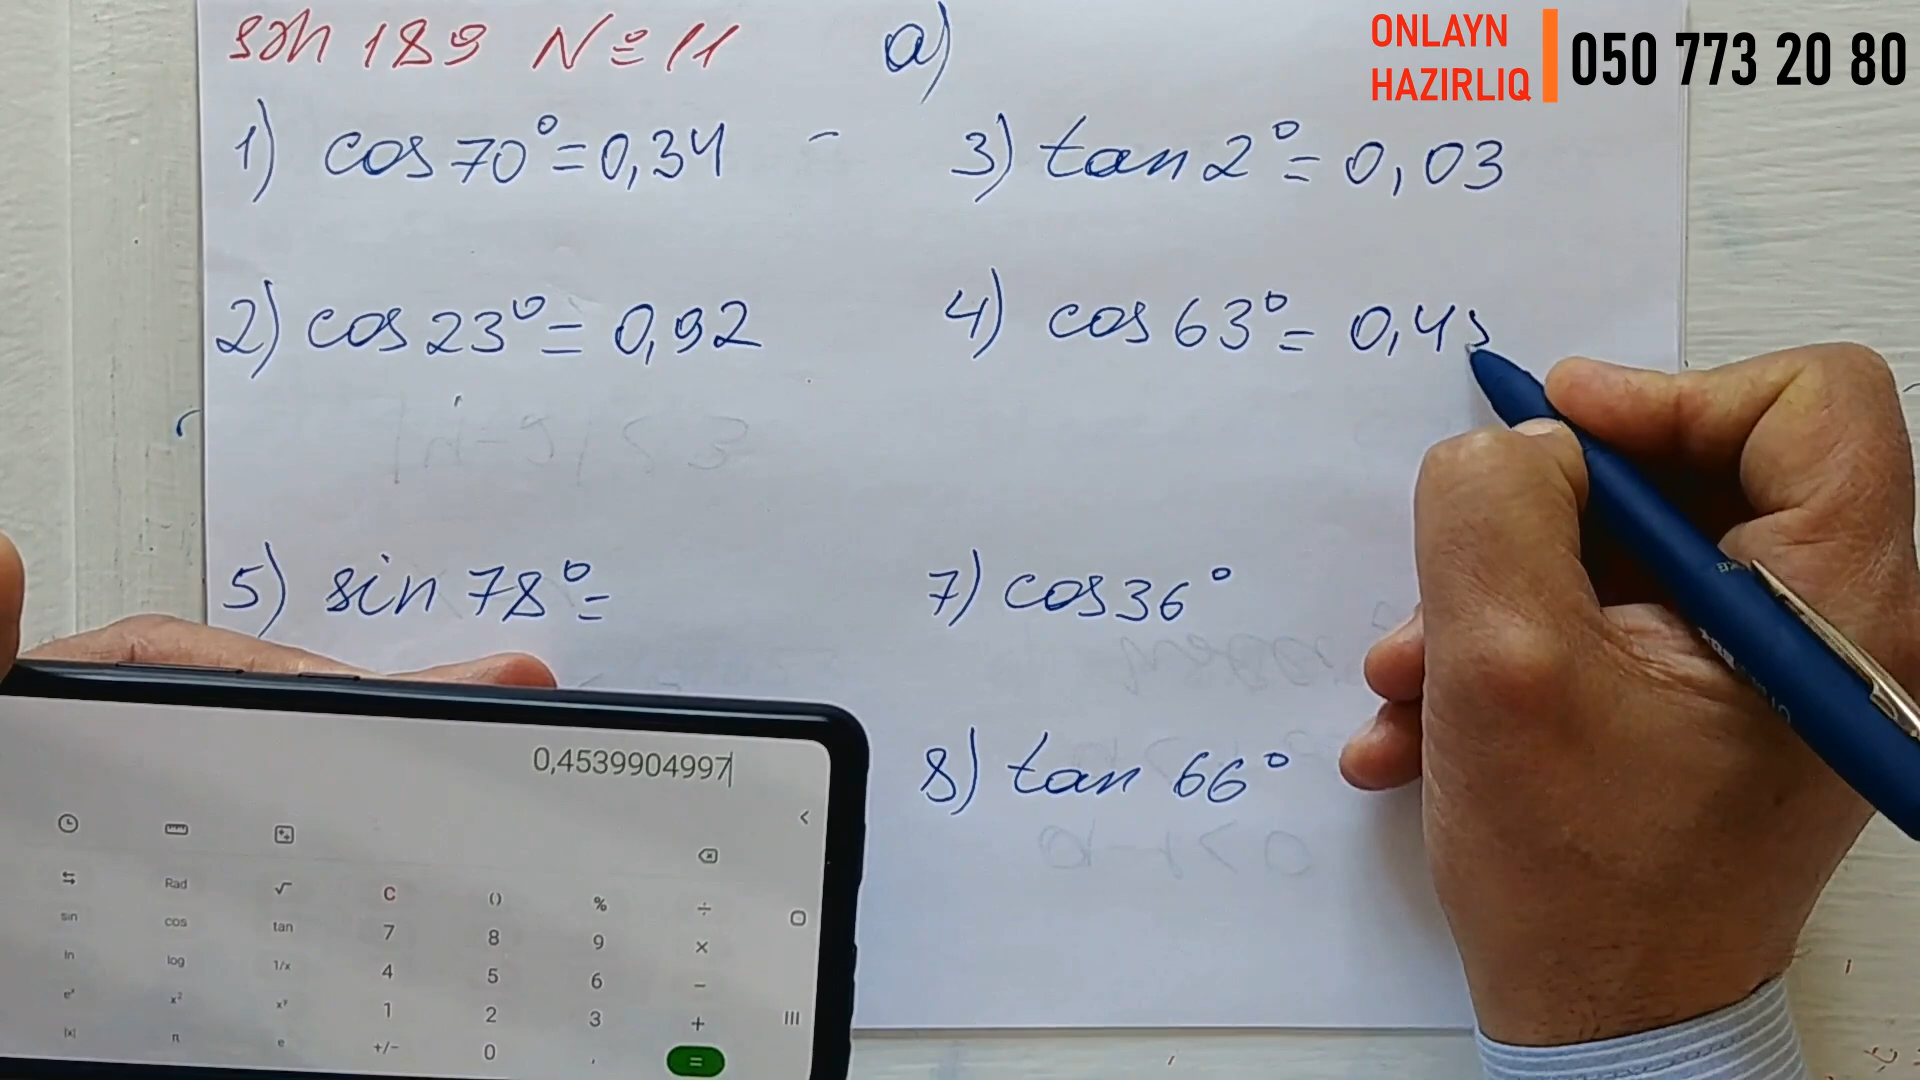 səh 189 № 11 a)
ONLAYN
HAZIRLIQ
050 773 20 80
1) cos 70° = 0,34
3) tan 2° = 0,03
2) cos 23° = 0,92
4) cos 63° = 0,45
5) sin 78° =
7) cos 36°
8) tan 66°
0,4539904997
Rad √ C () % ÷
sin cos tan 7 8 9 ×
ln log 1/x 4 5 6 −
eˣ x² xʸ 1 2 3 +
|x| π e +/− 0 , =